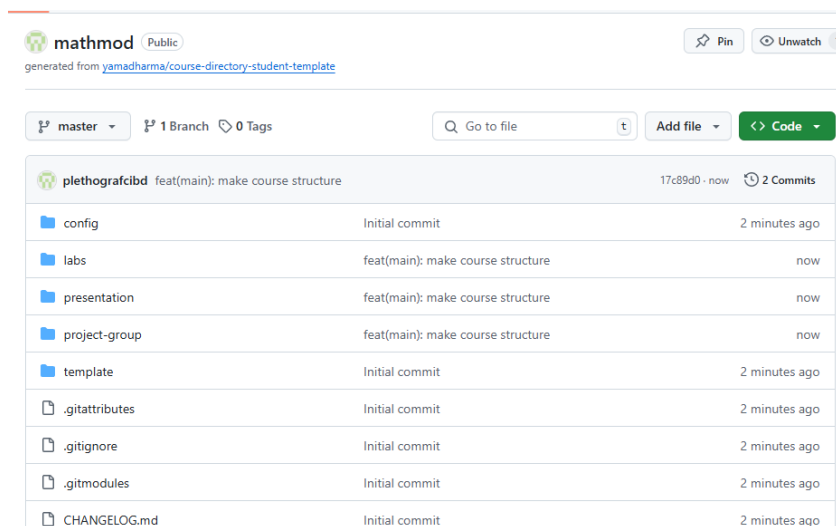 mathmod Public
Pin
Unwatch
generated from yamadharma/course-directory-student-template
master
1 Branch
0 Tags
Go to file
t
Add file
Code
plethografcibd feat(main): make course structure
17c89d0 · now
2 Commits
config Initial commit 2 minutes ago
labs feat(main): make course structure now
presentation feat(main): make course structure now
project-group feat(main): make course structure now
template Initial commit 2 minutes ago
.gitattributes Initial commit 2 minutes ago
.gitignore Initial commit 2 minutes ago
.gitmodules Initial commit 2 minutes ago
CHANGELOG.md Initial commit 2 minutes ago